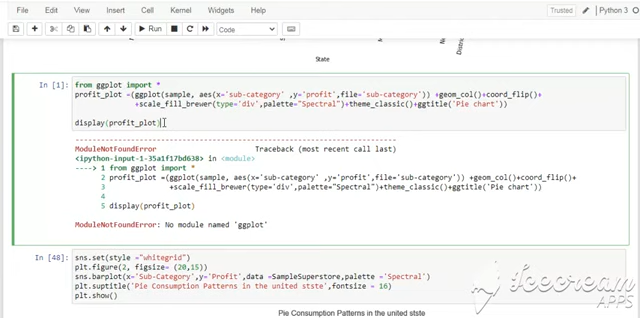 File Edit View Insert Cell Kernel Widgets Help
Trusted Python 3
Run Code
State
In [1]: from ggplot import *
profit_plot =(ggplot(sample, aes(x='sub-category' ,y='profit',file='sub-category')) +geom_col()+coord_flip()+
+scale_fill_brewer(type='div',palette="Spectral")+theme_classic()+ggtitle('Pie chart'))
display(profit_plot)
---------------------------------------------------------------------------
ModuleNotFoundError Traceback (most recent call last)
<ipython-input-1-35a1f17bd638> in <module>
----> 1 from ggplot import *
2 profit_plot =(ggplot(sample, aes(x='sub-category' ,y='profit',file='sub-category')) +geom_col()+coord_flip()+
3 +scale_fill_brewer(type='div',palette="Spectral")+theme_classic()+ggtitle('Pie chart'))
4
5 display(profit_plot)
ModuleNotFoundError: No module named 'ggplot'
In [48]: sns.set(style ="whitegrid")
plt.figure(2, figsize= (20,15))
sns.barplot(x='Sub-Category',y='Profit',data =SampleSuperstore,palette ='Spectral')
plt.suptitle('Pie Consumption Patterns in the united stste',fontsize = 16)
plt.show()
Icecream
APPS
Pie Consumption Patterns in the united stste